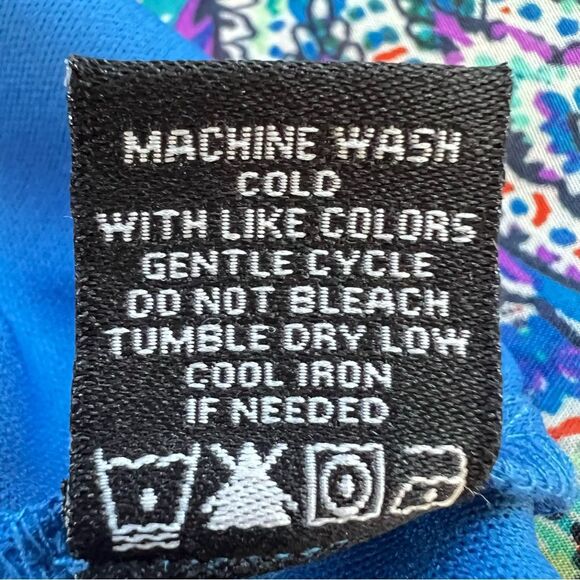 MACHINE WASH
COLD
WITH LIKE COLORS
GENTLE CYCLE
DO NOT BLEACH
TUMBLE DRY LOW
COOL IRON
IF NEEDED